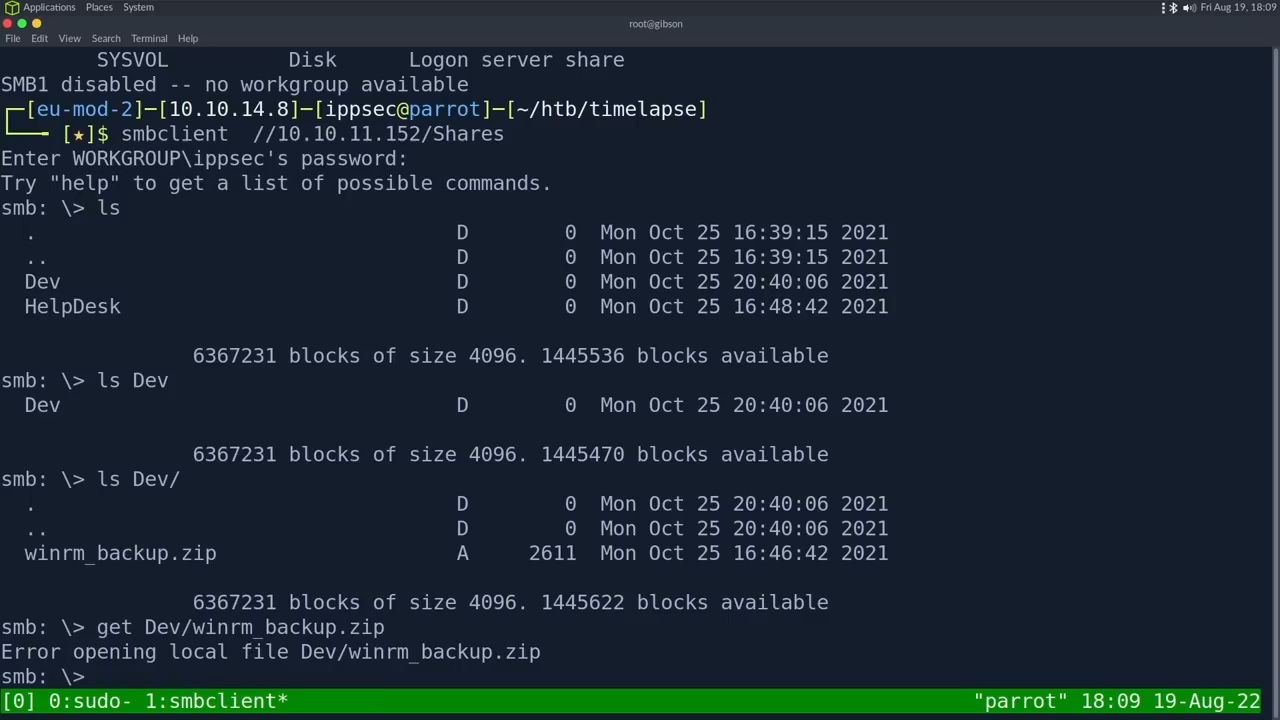 Applications Places System Fri Aug 19, 18:09
root@gibson
File Edit View Search Terminal Help
SYSVOL Disk Logon server share
SMB1 disabled -- no workgroup available
┌─[eu-mod-2]─[10.10.14.8]─[ippsec@parrot]─[~/htb/timelapse]
└──╼ [★]$ smbclient  //10.10.11.152/Shares
Enter WORKGROUP\ippsec's password:
Try "help" to get a list of possible commands.
smb: \> ls
. D 0 Mon Oct 25 16:39:15 2021
.. D 0 Mon Oct 25 16:39:15 2021
Dev D 0 Mon Oct 25 20:40:06 2021
HelpDesk D 0 Mon Oct 25 16:48:42 2021
6367231 blocks of size 4096. 1445536 blocks available
smb: \> ls Dev
Dev D 0 Mon Oct 25 20:40:06 2021
6367231 blocks of size 4096. 1445470 blocks available
smb: \> ls Dev/
. D 0 Mon Oct 25 20:40:06 2021
.. D 0 Mon Oct 25 20:40:06 2021
winrm_backup.zip A 2611 Mon Oct 25 16:46:42 2021
6367231 blocks of size 4096. 1445622 blocks available
smb: \> get Dev/winrm_backup.zip
Error opening local file Dev/winrm_backup.zip
smb: \>
[0] 0:sudo- 1:smbclient* "parrot" 18:09 19-Aug-22